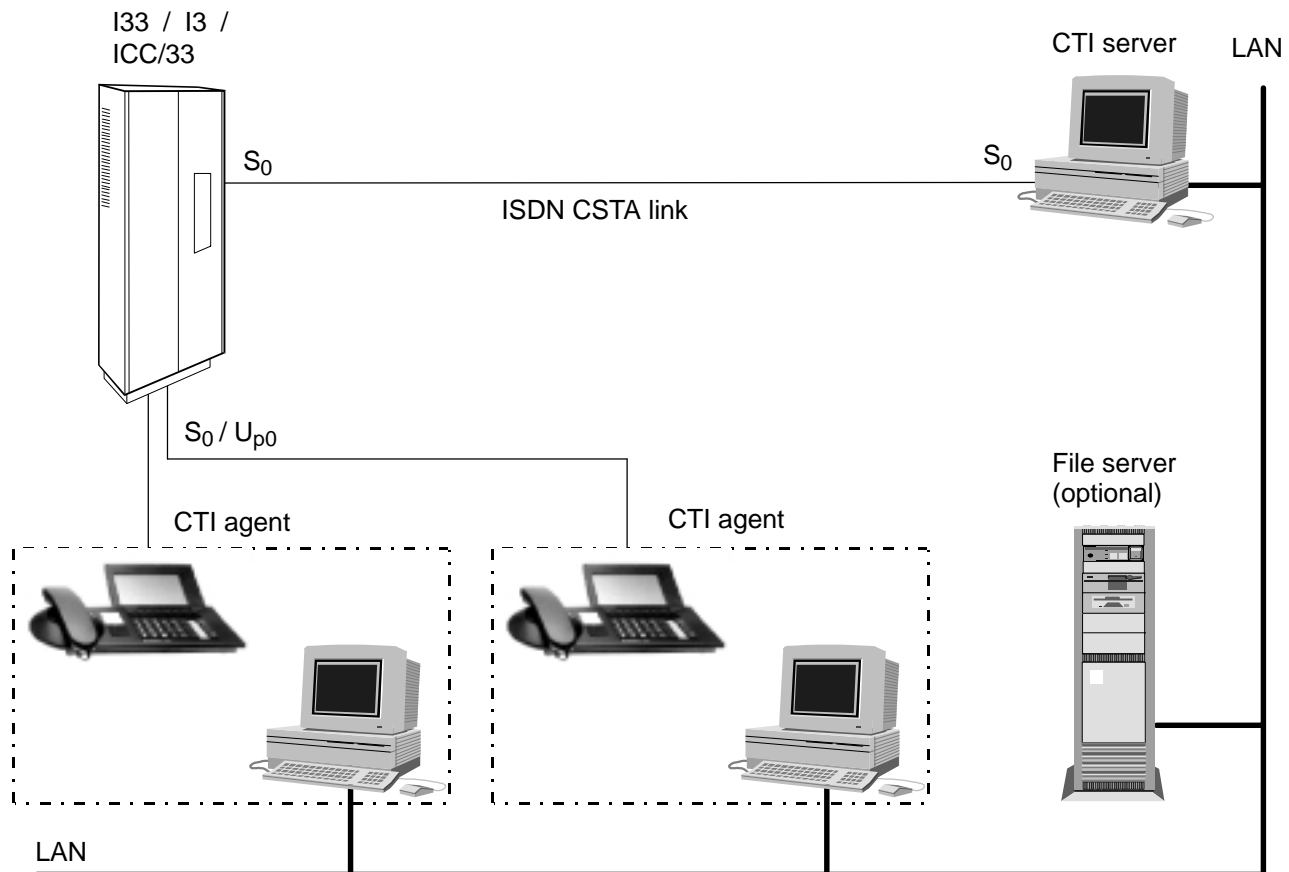 I33 / I3 /
ICC/33
CTI server
LAN
S0
S0
ISDN CSTA link
S0 / Up0
File server
(optional)
CTI agent
CTI agent
LAN